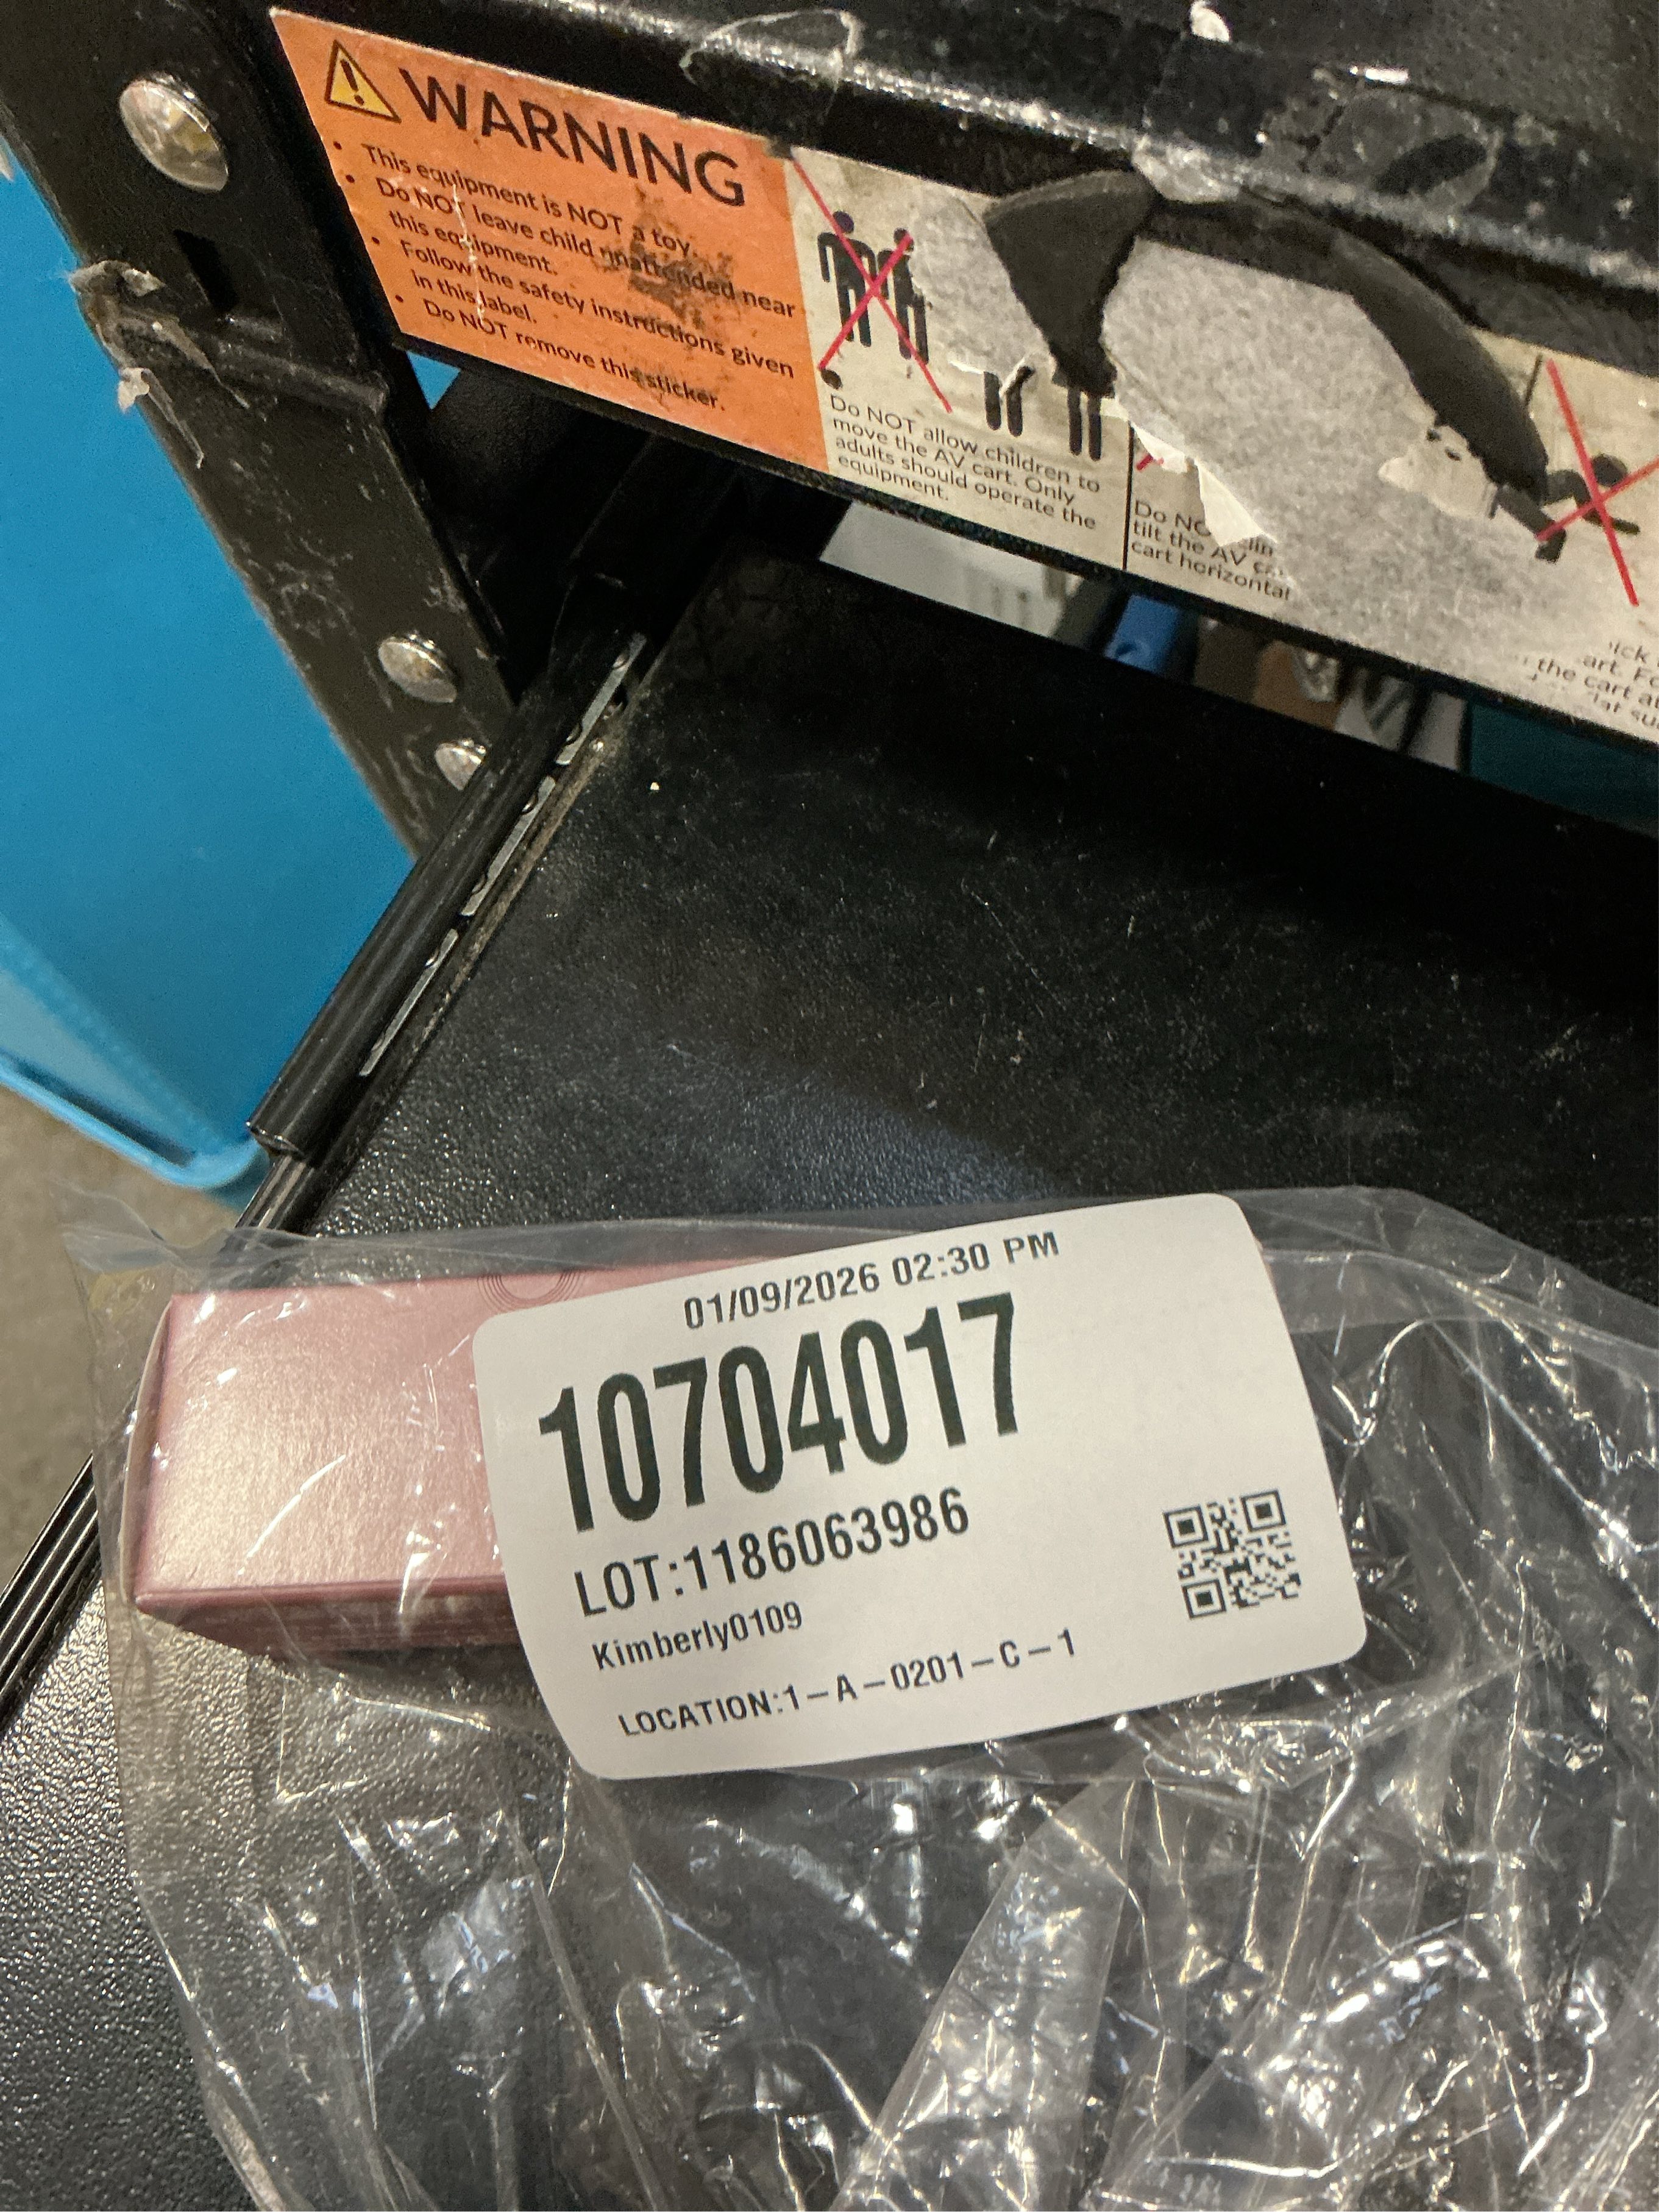 WARNING
• This equipment is NOT a toy.
• Do NOT leave child unattended near
this equipment.
• Follow the safety instructions given
in this label.
• Do NOT remove this sticker.
Do NOT allow children to
move the AV cart. Only
adults should operate the
equipment.
Do
tilt the AV
cart horizontal
the cart
01/09/2026 02:30 PM
10704017
LOT:1186063986
Kimberly0109
LOCATION:1-A-0201-C-1